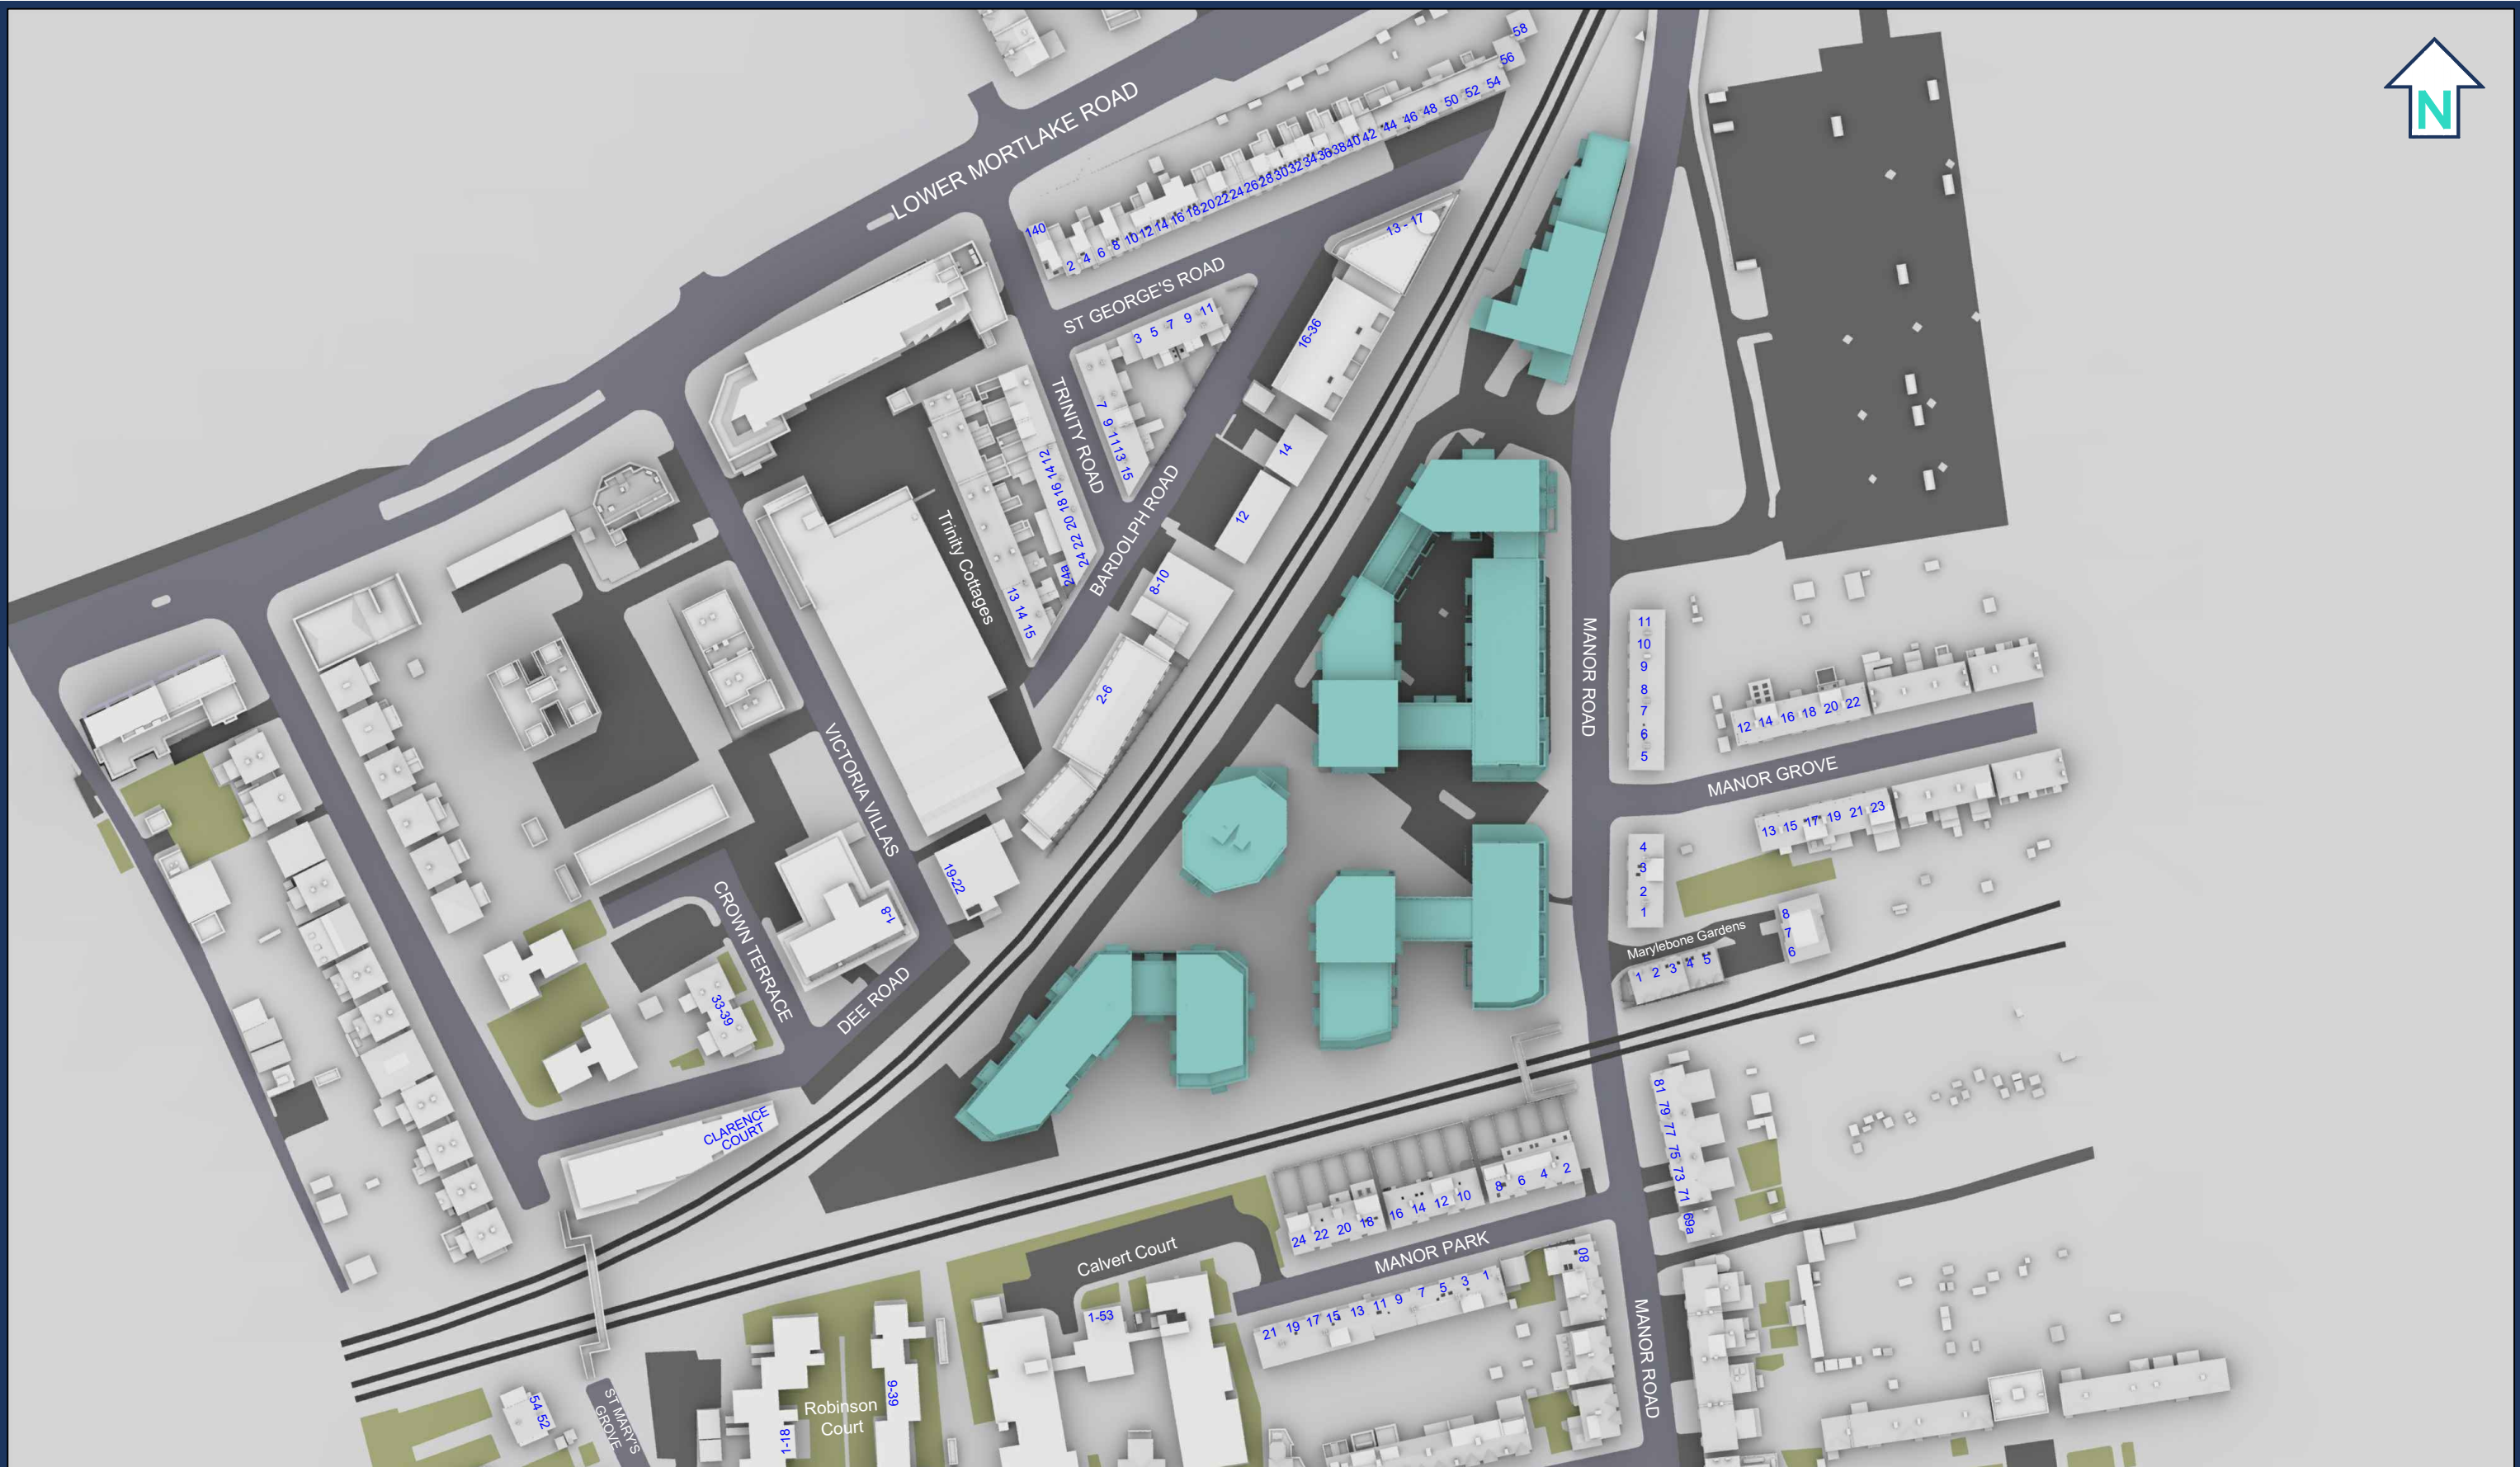 N
58
56
54
52
50
48
46
44
42
40
38
36
34
32
30
28
26
24
22
20
18
16
14
12
10
8
6
4
2
140
LOWER MORTLAKE ROAD
ST GEORGE'S ROAD
13 - 17
16-36
3 5 7 9 11
TRINITY ROAD
7
9
11
13
15
14
12
BARDOLPH ROAD
8-10
2-6
12
14
16
18
20
22
24
24a
Trinity Cottages
13
14
15
VICTORIA VILLAS
19-22
1-8
CROWN TERRACE
DEE ROAD
33-39
CLARENCE
COURT
MANOR ROAD
11
10
9
8
7
6
5
12 14 16 18 20 22
MANOR GROVE
13 15 17 19 21 23
4
3
2
1
Marylebone Gardens
8
7
6
1 2 3 4 5
81
79
77
75
73
71
69a
24 22 20 18 16 14 12 10 8 6 4 2
MANOR PARK
80
21 19 17 15 13 11 9 7 5 3 1
MANOR ROAD
Calvert Court
1-53
Robinson
Court
9-39
1-18
ST MARY'S
GROVE
54 52